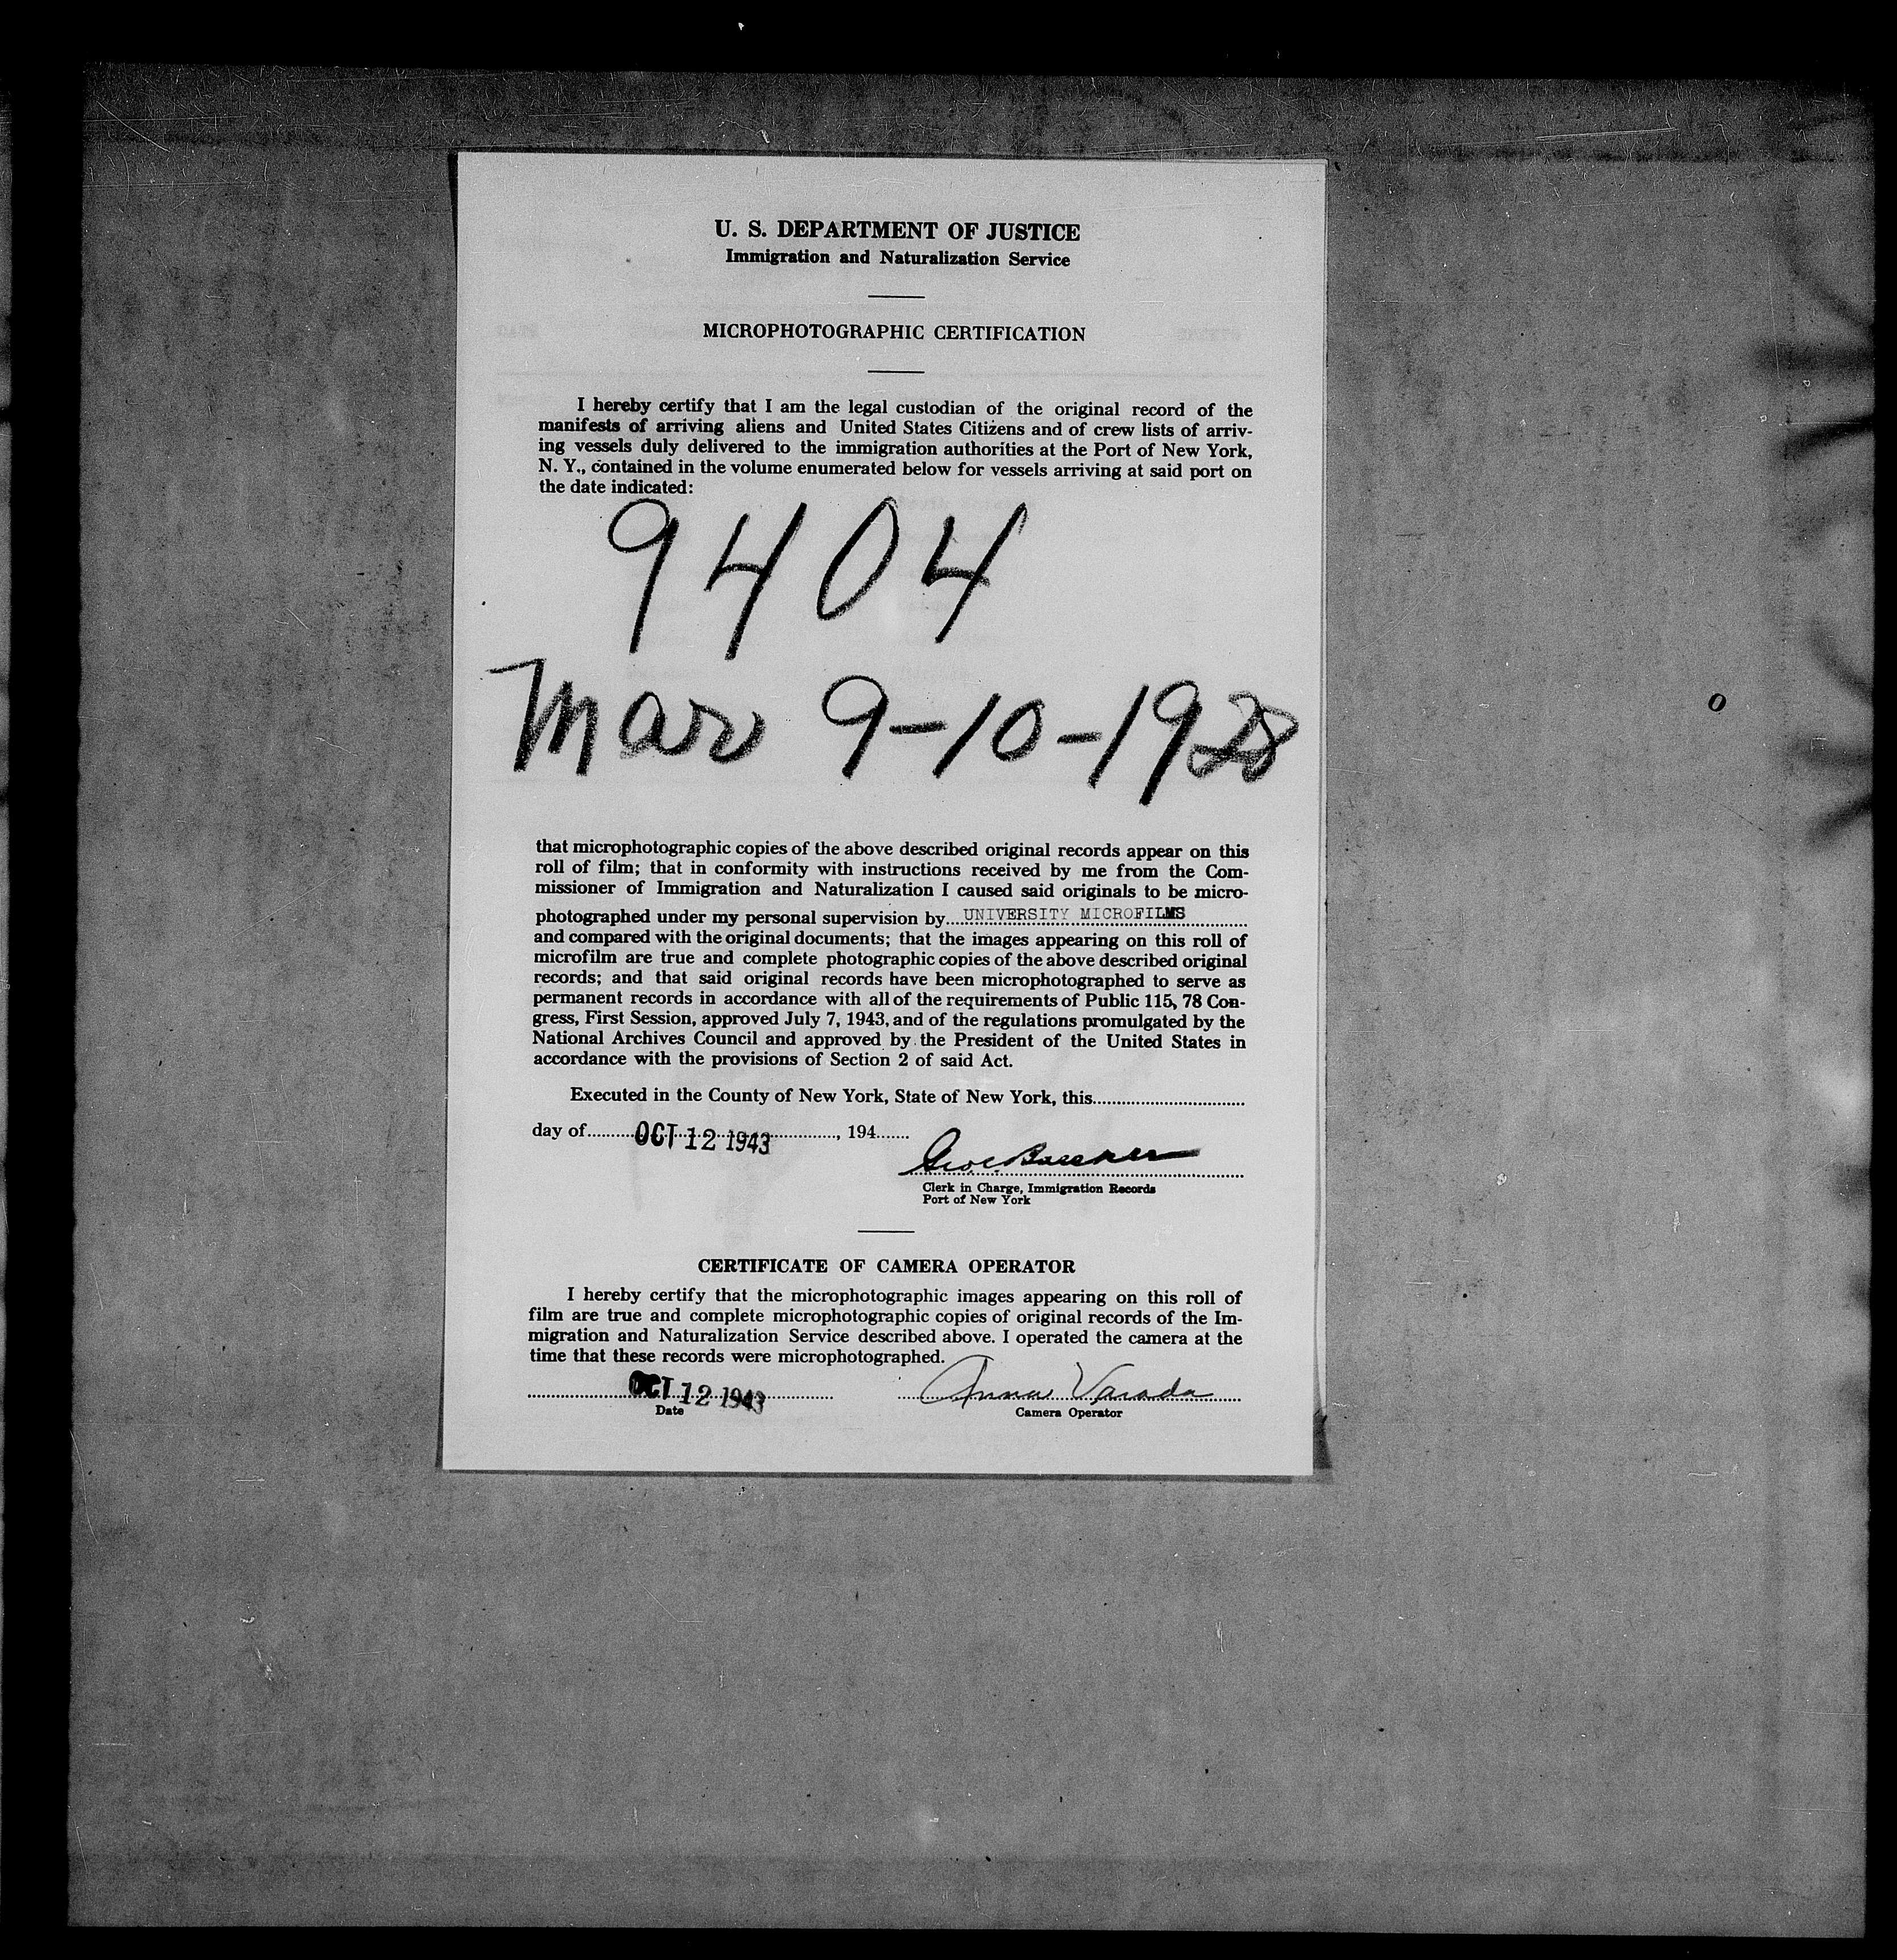 U. S. DEPARTMENT OF JUSTICE
Immigration and Naturalization Service
MICROPHOTOGRAPHIC CERTIFICATION
I hereby certify that I am the legal custodian of the original record of the
manifests of arriving aliens and United States Citizens and of crew lists of arriv-
ing vessels duly delivered to the immigration authorities at the Port of New York,
N. Y., contained in the volume enumerated below for vessels arriving at said port on
the date indicated:
9404
Mar 9-10-1928
that microphotographic copies of the above described original records appear on this
roll of film; that in conformity with instructions received by me from the Com-
missioner of Immigration and Naturalization I caused said originals to be micro-
photographed under my personal supervision by UNIVERSITY MICROFILMS
and compared with the original documents; that the images appearing on this roll of
microfilm are true and complete photographic copies of the above described original
records; and that said original records have been microphotographed to serve as
permanent records in accordance with all of the requirements of Public 115, 78 Con-
gress, First Session, approved July 7, 1943, and of the regulations promulgated by the
National Archives Council and approved by the President of the United States in
accordance with the provisions of Section 2 of said Act.
Executed in the County of New York, State of New York, this
day of OCT 12 1943, 194
Clerk in Charge, Immigration Records
Port of New York
CERTIFICATE OF CAMERA OPERATOR
I hereby certify that the microphotographic images appearing on this roll of
film are true and complete microphotographic copies of original records of the Im-
migration and Naturalization Service described above. I operated the camera at the
time that these records were microphotographed.
OCT 12 1943 Anna Varada
Date Camera Operator